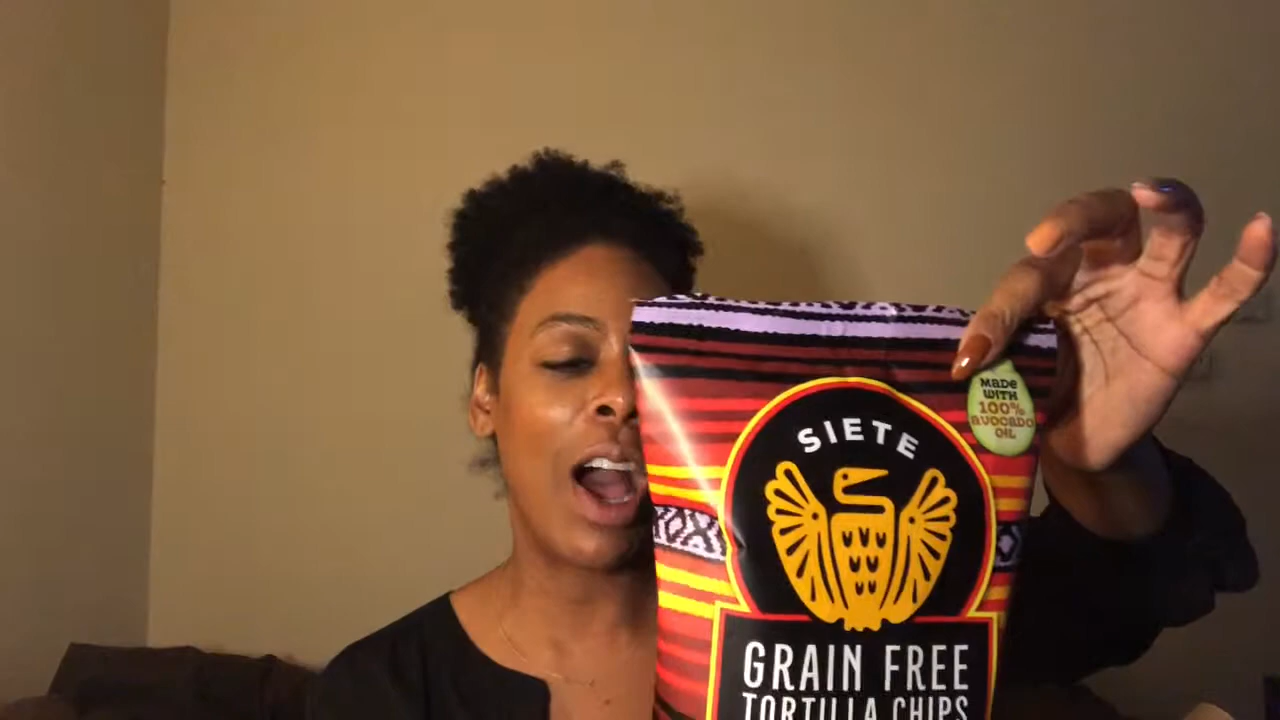 SIETE
MADE
WITH
100%
AVOCADO
OIL
GRAIN FREE
TORTILLA CHIPS